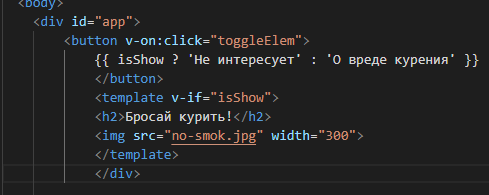 <body>
<div id="app">
<button v-on:click="toggleElem">
{{ isShow ? 'Не интересует' : 'О вреде курения' }}
</button>
<template v-if="isShow">
<h2>Бросай курить!</h2>
<img src="no-smok.jpg" width="300">
</template>
</div>